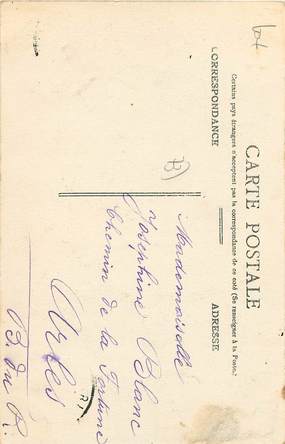 CARTE POSTALE
Certains pays étrangers n'acceptent pas la correspondance de ce coté (Se renseigner à la Poste.)
CORRESPONDANCE
ADRESSE
Mademoiselle
Joséphine Blanc
Chemin de la
Arles
B. du R.